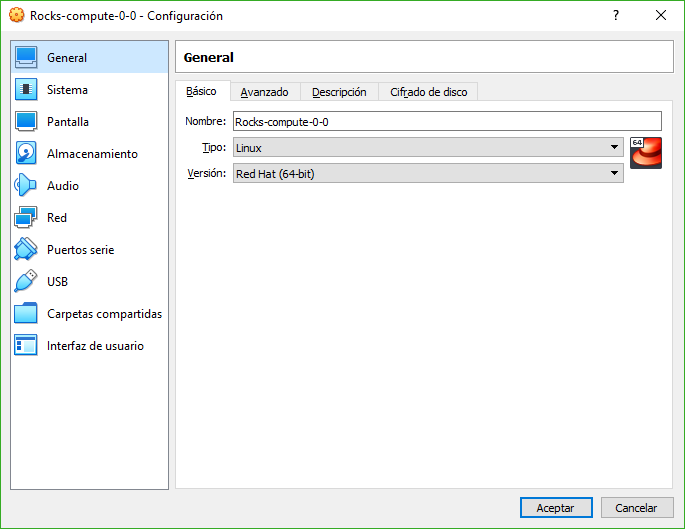 Rocks-compute-0-0 - Configuración
?
General
Sistema
Pantalla
Almacenamiento
Audio
Red
Puertos serie
USB
Carpetas compartidas
Interfaz de usuario
General
Básico Avanzado Descripción Cifrado de disco
Nombre: Rocks-compute-0-0
Tipo: Linux
64
Versión: Red Hat (64-bit)
Aceptar Cancelar